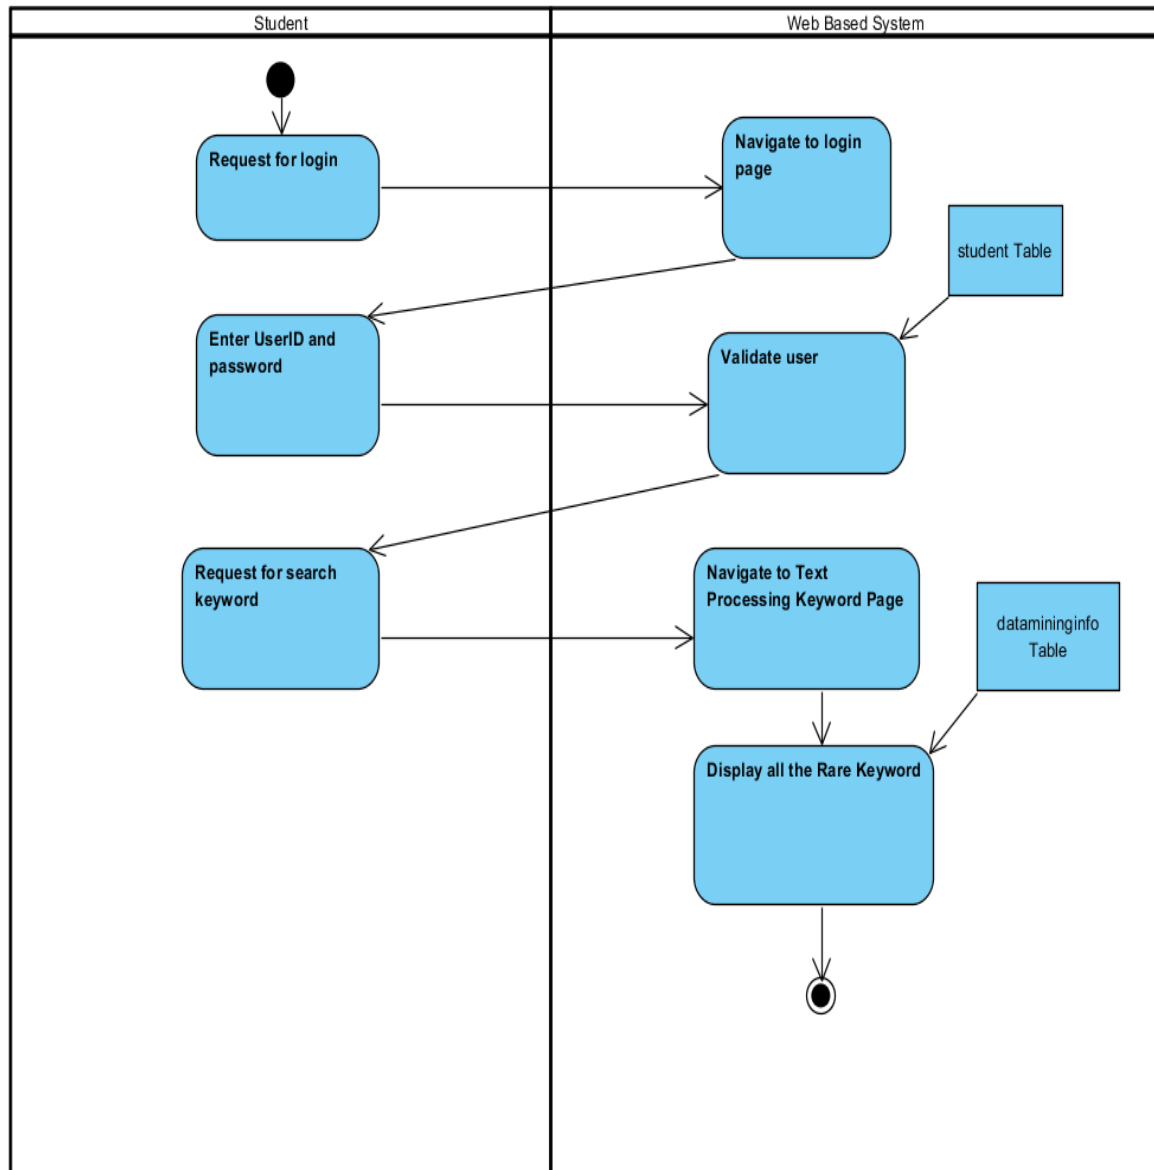 Student
Web Based System
Request for login
Navigate to login
page
student Table
Enter UserID and
password
Validate user
Request for search
keyword
Navigate to Text
Processing Keyword Page
datamininginfo
Table
Display all the Rare Keyword